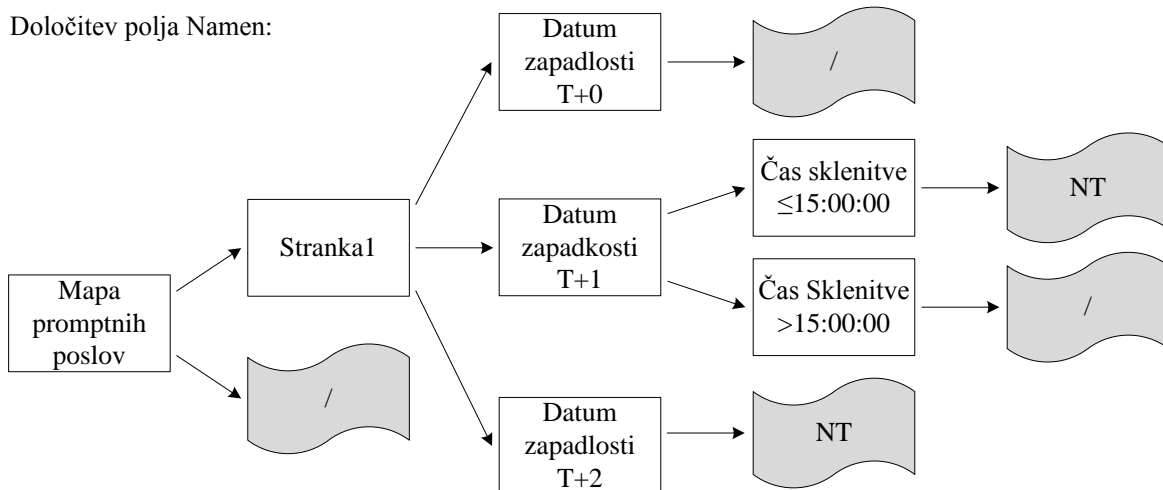 Določitev polja Namen:
Datum
zapadlosti
T+0
/
Čas sklenitve
≤15:00:00
NT
Stranka1
Datum
zapadkosti
T+1
Čas Sklenitve
>15:00:00
/
Mapa
promptnih
poslov
/
Datum
zapadlosti
T+2
NT